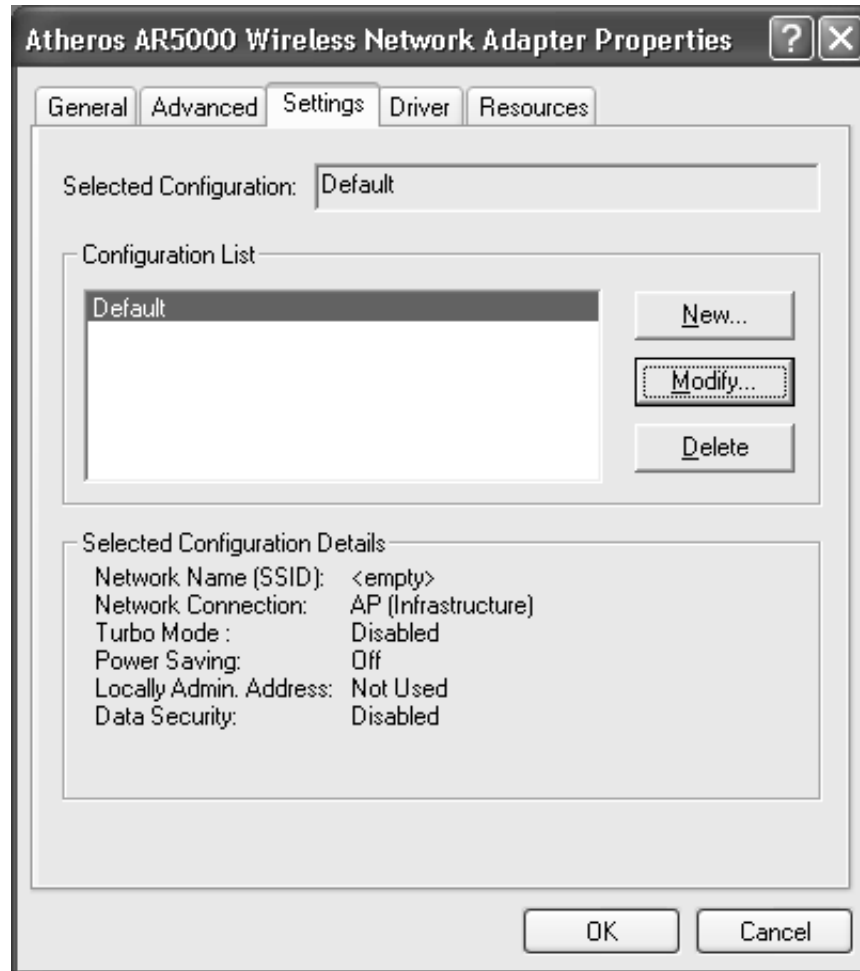 Atheros AR5000 Wireless Network Adapter Properties
General Advanced Settings Driver Resources
Selected Configuration: Default
Configuration List
Default
New...
Modify...
Delete
Selected Configuration Details
Network Name (SSID): <empty>
Network Connection: AP (Infrastructure)
Turbo Mode : Disabled
Power Saving: Off
Locally Admin. Address: Not Used
Data Security: Disabled
OK Cancel